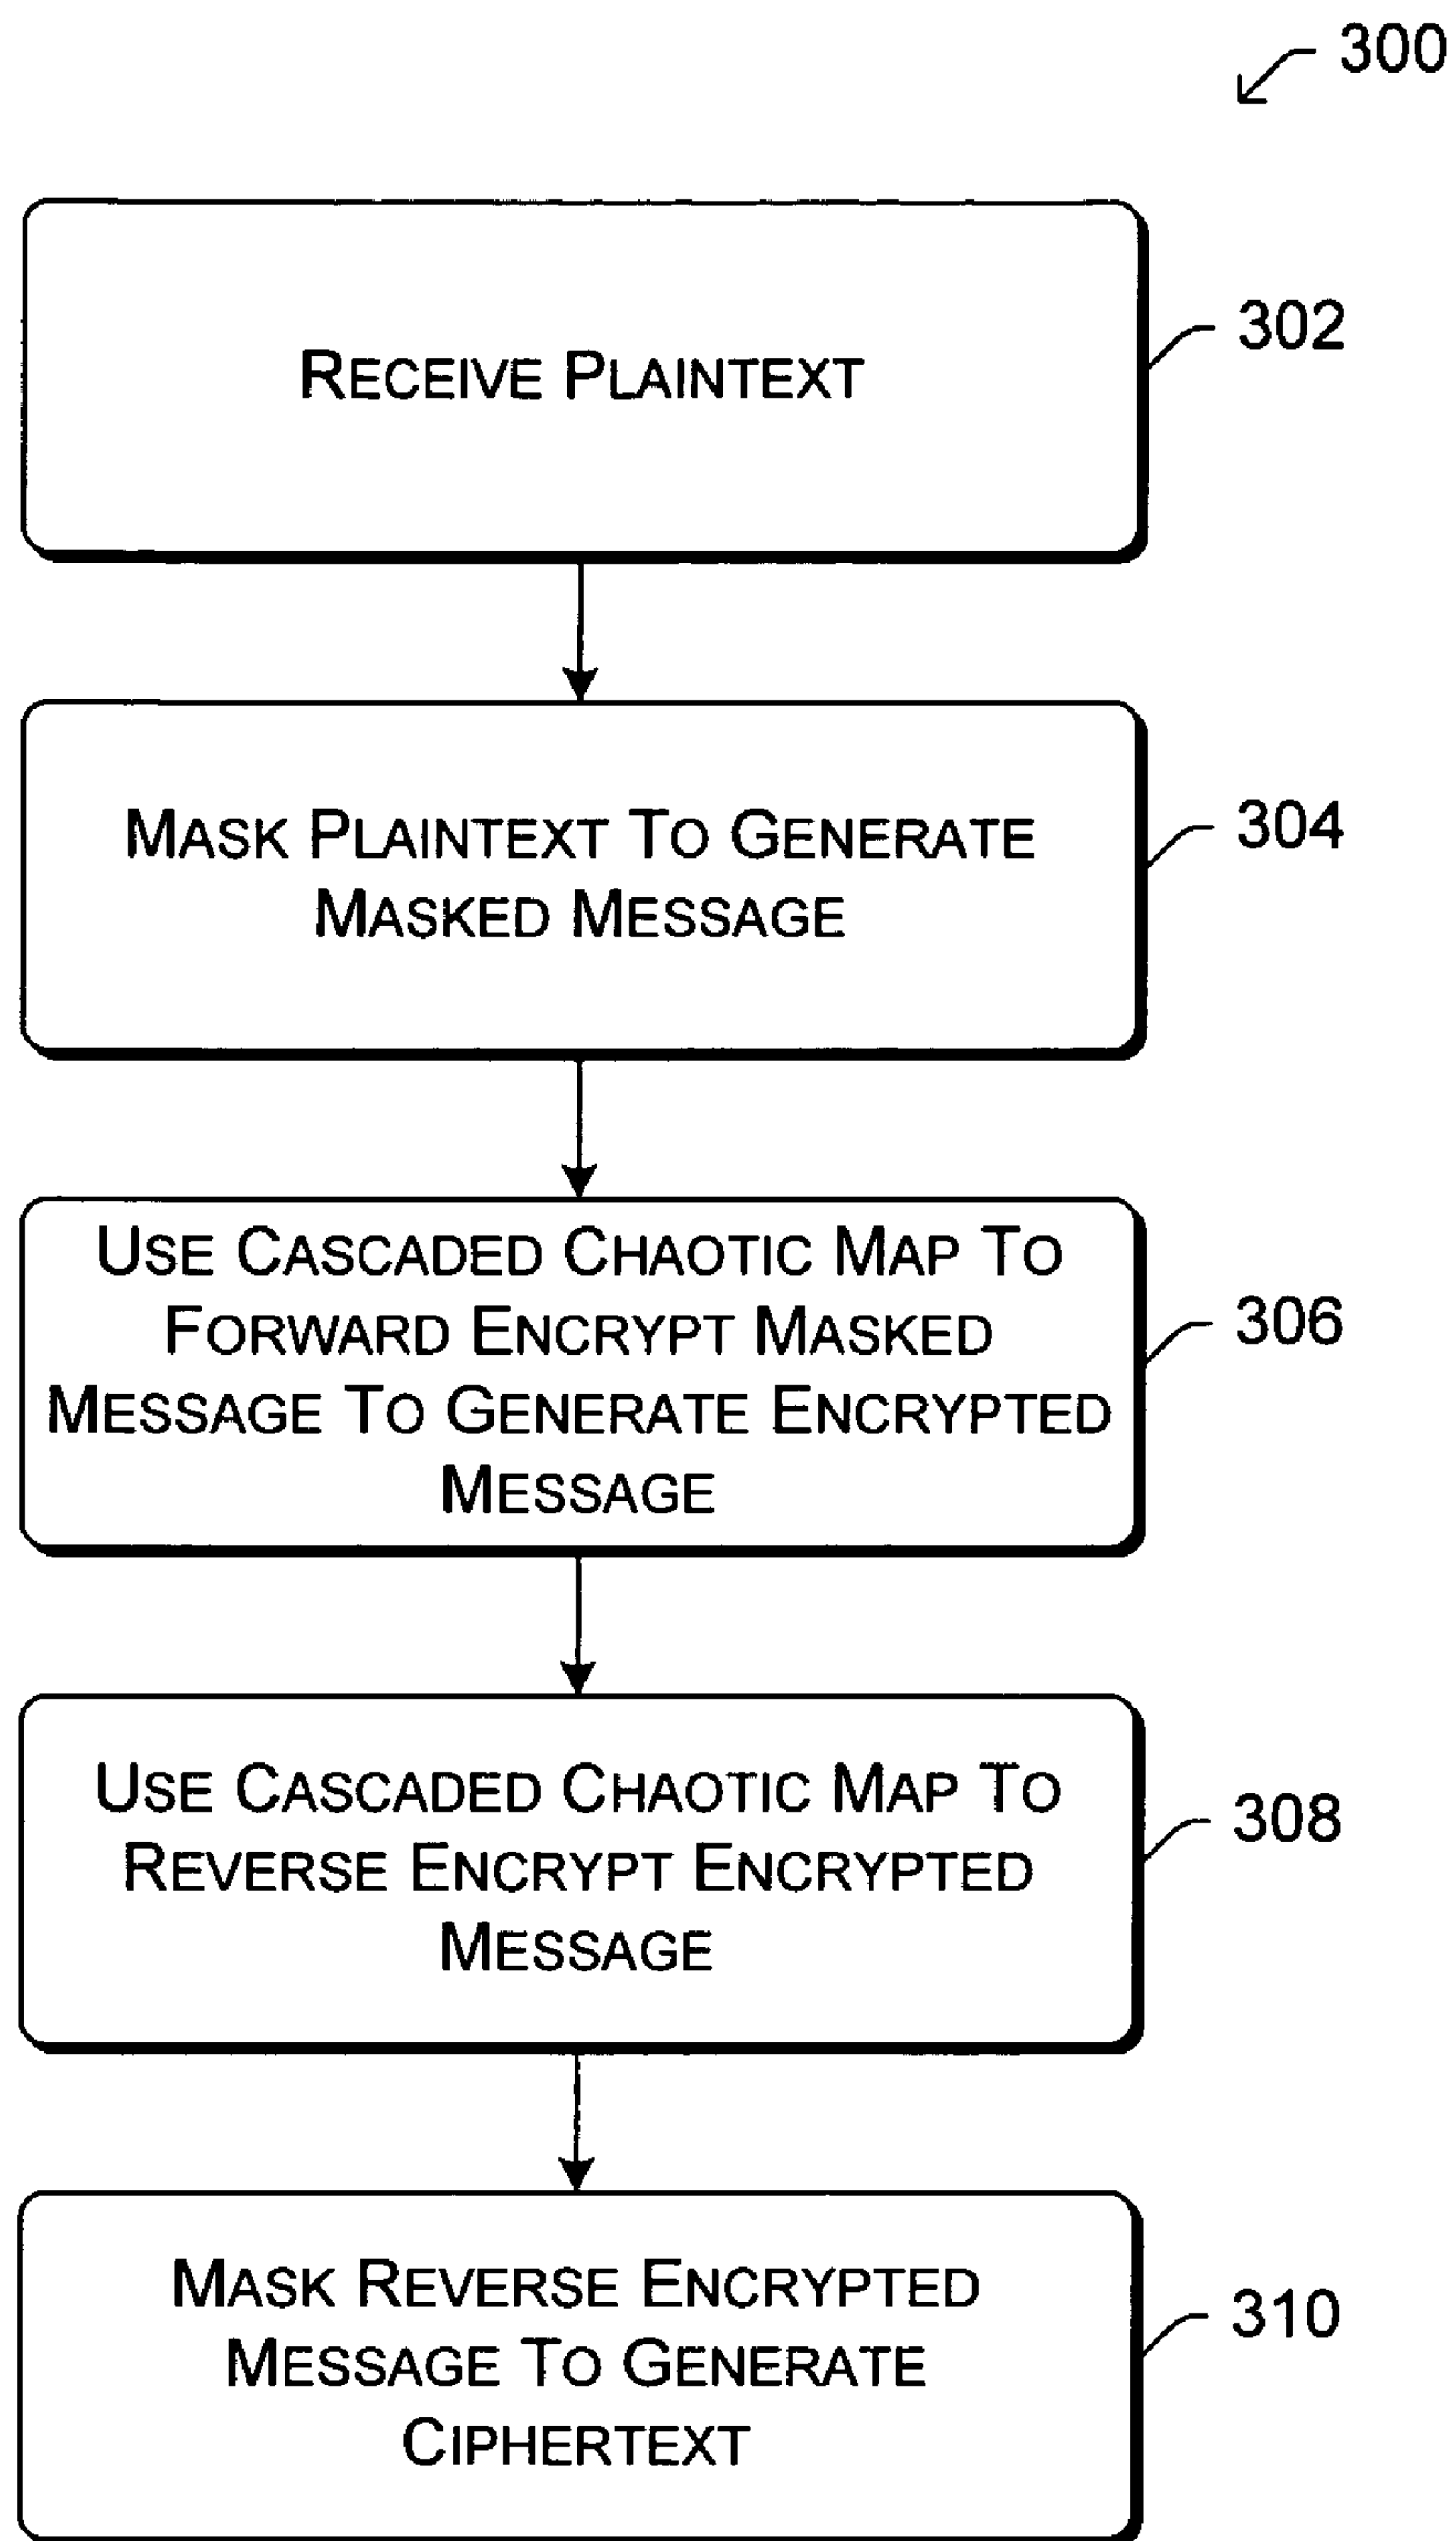 300
RECEIVE PLAINTEXT
302
MASK PLAINTEXT TO GENERATE
MASKED MESSAGE
304
USE CASCADED CHAOTIC MAP TO
FORWARD ENCRYPT MASKED
MESSAGE TO GENERATE ENCRYPTED
MESSAGE
306
USE CASCADED CHAOTIC MAP TO
REVERSE ENCRYPT ENCRYPTED
MESSAGE
308
MASK REVERSE ENCRYPTED
MESSAGE TO GENERATE
CIPHERTEXT
310